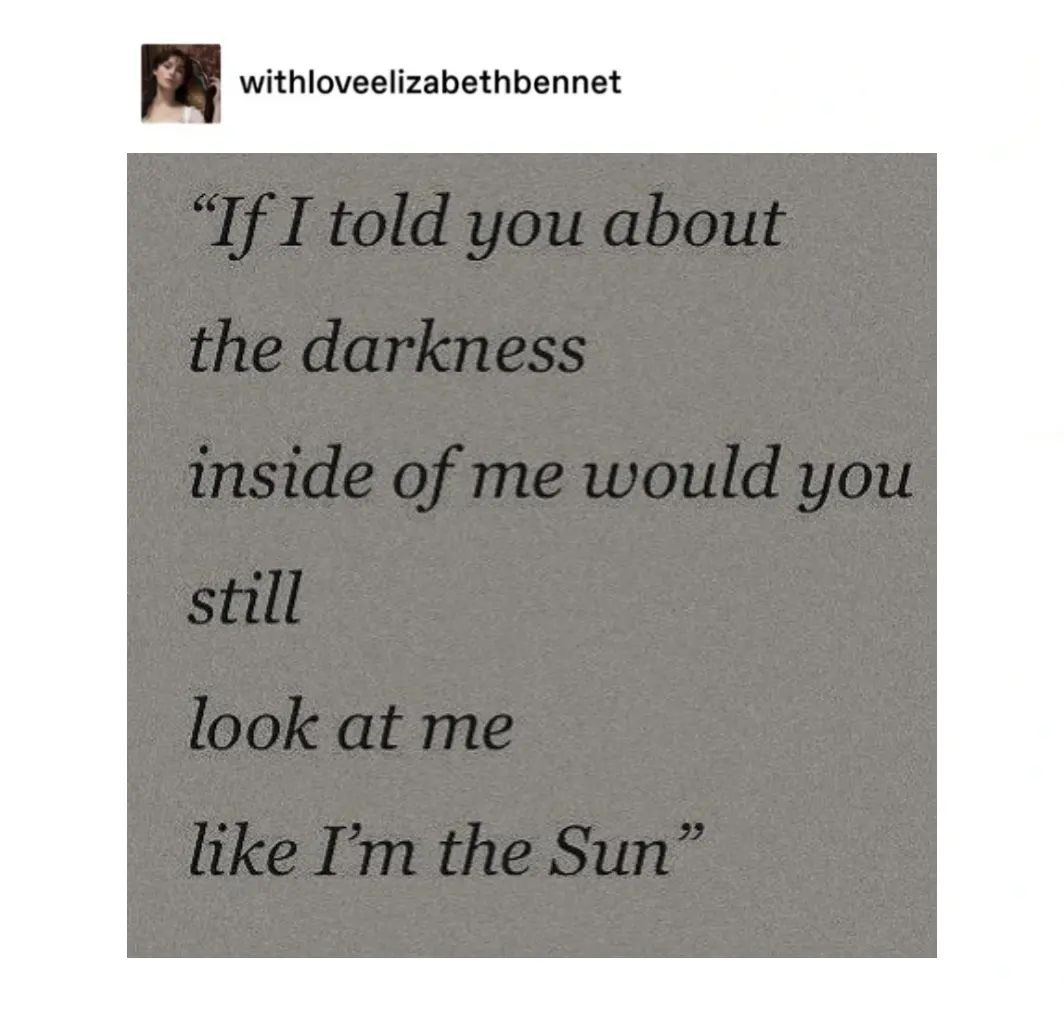 withloveelizabethbennet
“If I told you about
the darkness
inside of me would you
still
look at me
like I’m the Sun”